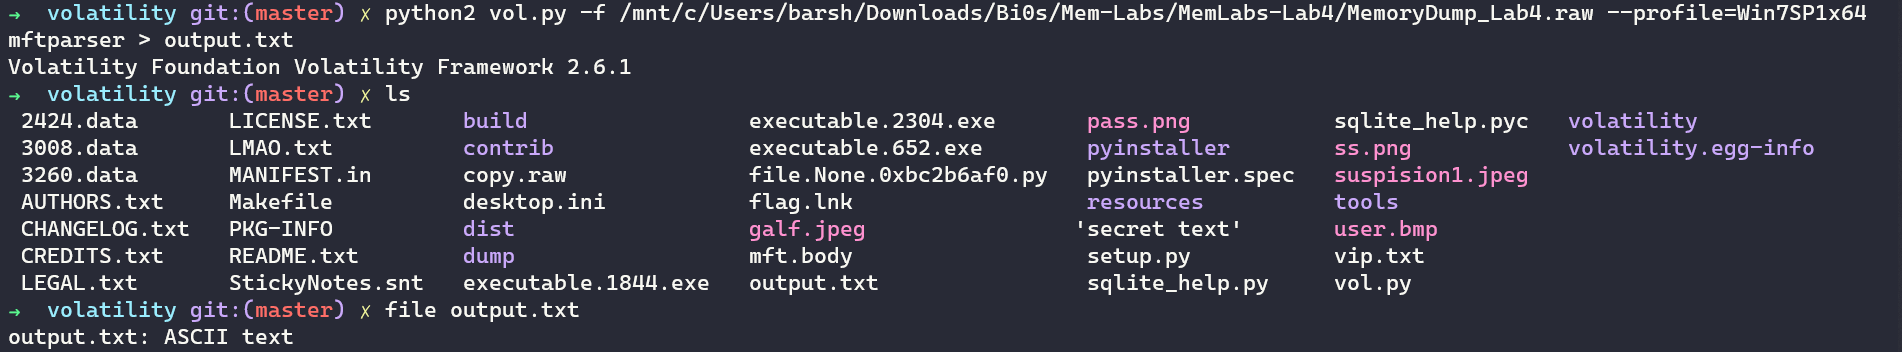 →  volatility git:(master) ✗ python2 vol.py -f /mnt/c/Users/barsh/Downloads/Bi0s/Mem-Labs/MemLabs-Lab4/MemoryDump_Lab4.raw --profile=Win7SP1x64
mftparser > output.txt
Volatility Foundation Volatility Framework 2.6.1
→  volatility git:(master) ✗ ls
 2424.data       LICENSE.txt       build                 executable.2304.exe       pass.png          sqlite_help.pyc   volatility
 3008.data       LMAO.txt          contrib               executable.652.exe        pyinstaller       ss.png            volatility.egg-info
 3260.data       MANIFEST.in       copy.raw              file.None.0xbc2b6af0.py   pyinstaller.spec  suspision1.jpeg
 AUTHORS.txt     Makefile          desktop.ini           flag.lnk                  resources         tools
 CHANGELOG.txt   PKG-INFO          dist                  galf.jpeg                'secret text'      user.bmp
 CREDITS.txt     README.txt        dump                  mft.body                  setup.py          vip.txt
 LEGAL.txt       StickyNotes.snt   executable.1844.exe   output.txt                sqlite_help.py    vol.py
→  volatility git:(master) ✗ file output.txt
output.txt: ASCII text